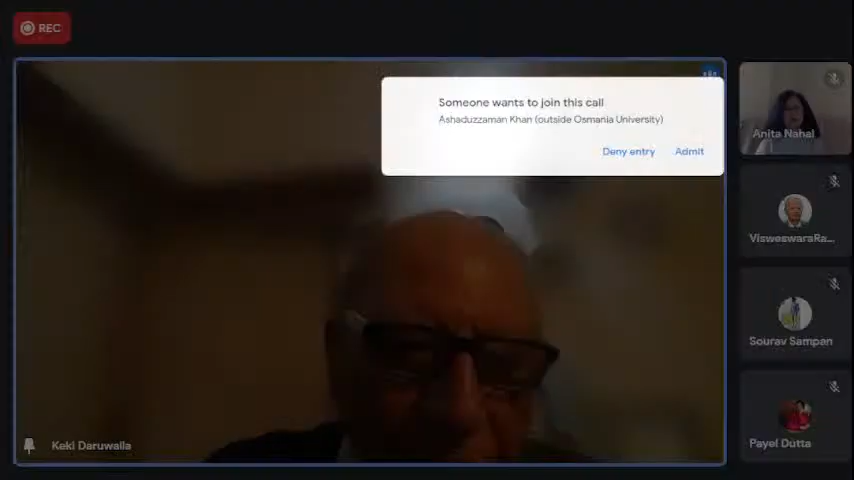 REC
Someone wants to join this call
Ashaduzzaman Khan (outside Osmania University)
Deny entry
Admit
Anita Nahal
VisweswaraRa...
Sourav Sampan
Payel Dutta
Keki Daruwalla